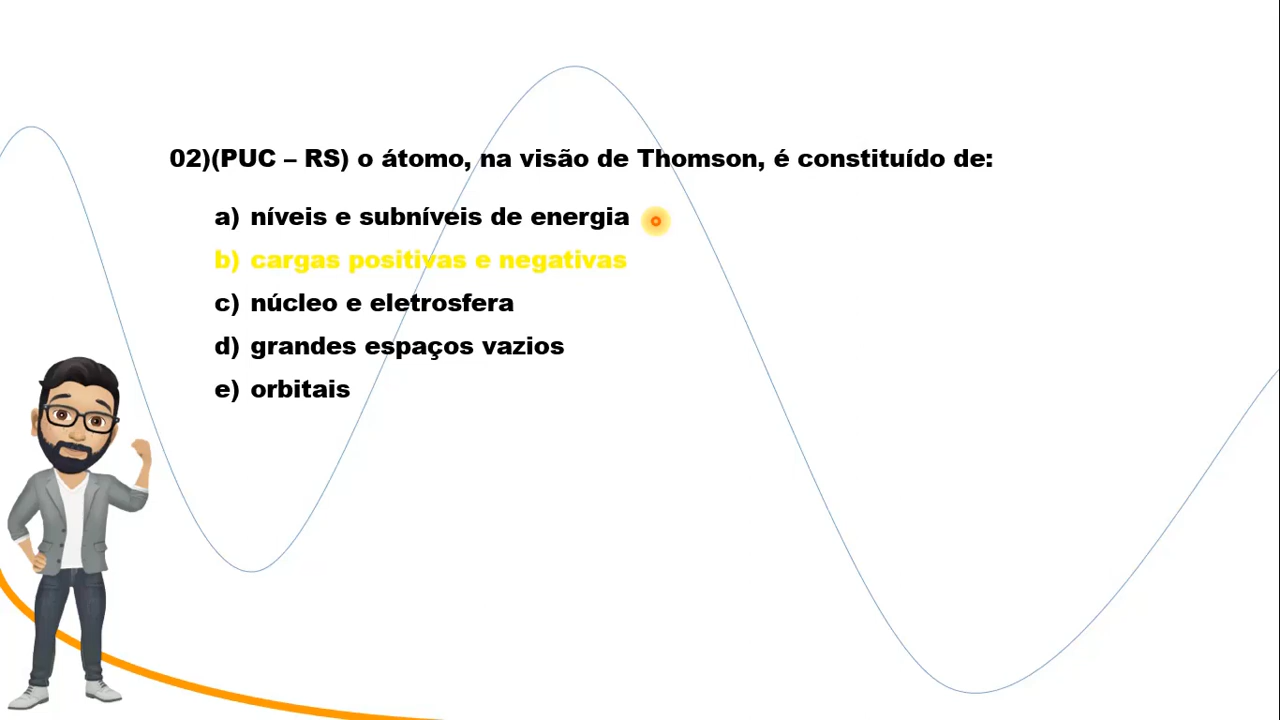 02)(PUC – RS) o átomo, na visão de Thomson, é constituído de:
a) níveis e subníveis de energia
b) cargas positivas e negativas
c) núcleo e eletrosfera
d) grandes espaços vazios
e) orbitais